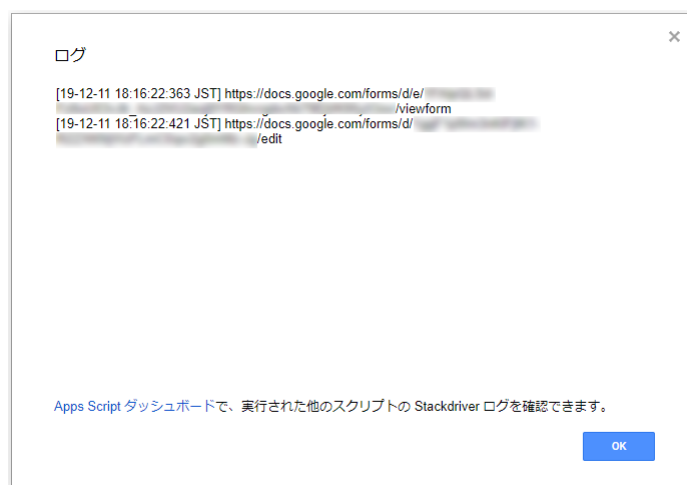 ログ
[19-12-11 18:16:22:363 JST] https://docs.google.com/forms/d/e/
/viewform
[19-12-11 18:16:22:421 JST] https://docs.google.com/forms/d/
/edit
Apps Script ダッシュボードで、実行された他のスクリプトの Stackdriver ログを確認できます。
OK